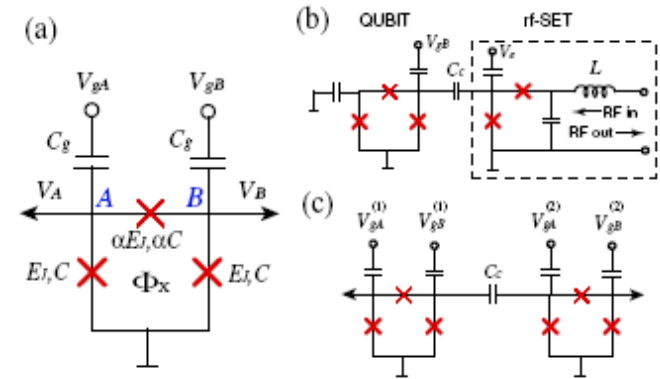 (a)
V_gA
V_gB
C_g
C_g
V_A
A
B
V_B
αE_J,αC
E_J,C
Φ_x
E_J,C
(b)
QUBIT
rf-SET
V_gB
C_c
V_g
L
RF in
RF out
(c)
V_gA^(1)
V_gB^(1)
V_gA^(2)
V_gB^(2)
C_c